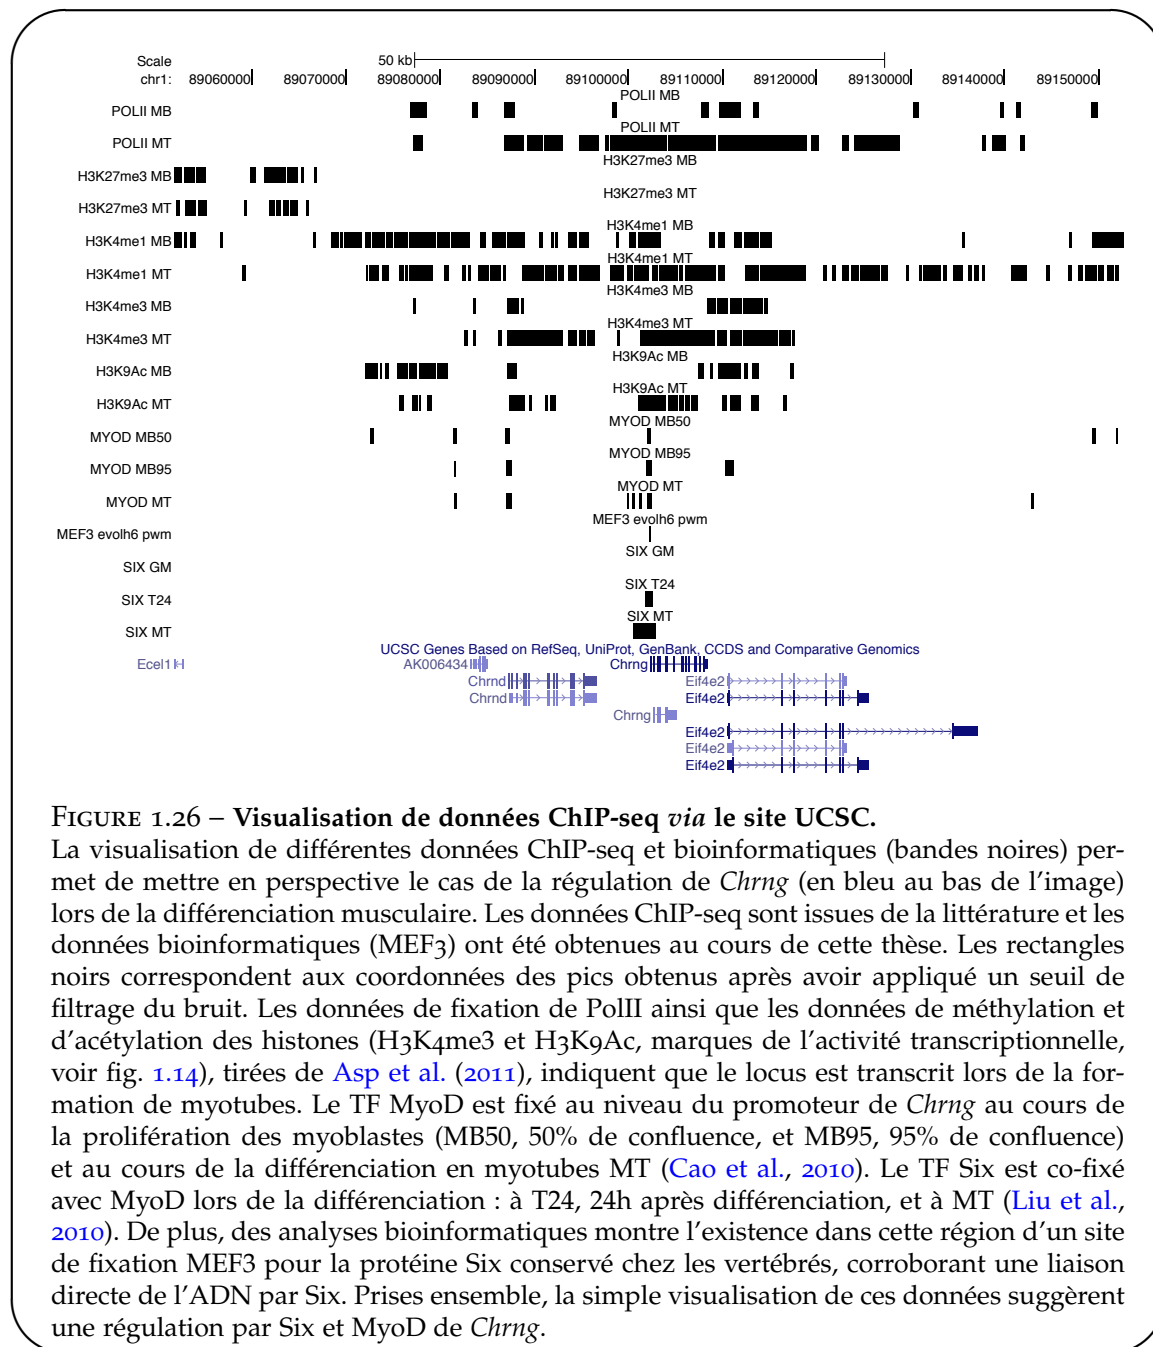 Scale 50 kb
chr1: 89060000 89070000 89080000 89090000 89100000 89110000 89120000 89130000 89140000 89150000
POLII MB
POLII MB
POLII MT
POLII MT
H3K27me3 MB
H3K27me3 MB
H3K27me3 MT
H3K27me3 MT
H3K4me1 MB
H3K4me1 MB
H3K4me1 MT
H3K4me1 MT
H3K4me3 MB
H3K4me3 MB
H3K4me3 MT
H3K4me3 MT
H3K9Ac MB
H3K9Ac MB
H3K9Ac MT
H3K9Ac MT
MYOD MB50
MYOD MB50
MYOD MB95
MYOD MB95
MYOD MT
MYOD MT
MEF3 evolh6 pwm
MEF3 evolh6 pwm
SIX GM
SIX GM
SIX T24
SIX T24
SIX MT
SIX MT
UCSC Genes Based on RefSeq, UniProt, GenBank, CCDS and Comparative Genomics
Ecel1 AK006434 Chrng
Chrnd Eif4e2
Chrnd Eif4e2
Chrng
Eif4e2
Eif4e2
Eif4e2
FIGURE 1.26 – Visualisation de données ChIP-seq via le site UCSC.
La visualisation de différentes données ChIP-seq et bioinformatiques (bandes noires) per-
met de mettre en perspective le cas de la régulation de Chrng (en bleu au bas de l'image)
lors de la différenciation musculaire. Les données ChIP-seq sont issues de la littérature et les
données bioinformatiques (MEF3) ont été obtenues au cours de cette thèse. Les rectangles
noirs correspondent aux coordonnées des pics obtenus après avoir appliqué un seuil de
filtrage du bruit. Les données de fixation de PolII ainsi que les données de méthylation et
d'acétylation des histones (H3K4me3 et H3K9Ac, marques de l'activité transcriptionnelle,
voir fig. 1.14), tirées de Asp et al. (2011), indiquent que le locus est transcrit lors de la for-
mation de myotubes. Le TF MyoD est fixé au niveau du promoteur de Chrng au cours de
la prolifération des myoblastes (MB50, 50% de confluence, et MB95, 95% de confluence)
et au cours de la différenciation en myotubes MT (Cao et al., 2010). Le TF Six est co-fixé
avec MyoD lors de la différenciation : à T24, 24h après différenciation, et à MT (Liu et al.,
2010). De plus, des analyses bioinformatiques montre l'existence dans cette région d'un site
de fixation MEF3 pour la protéine Six conservé chez les vertébrés, corroborant une liaison
directe de l'ADN par Six. Prises ensemble, la simple visualisation de ces données suggèrent
une régulation par Six et MyoD de Chrng.